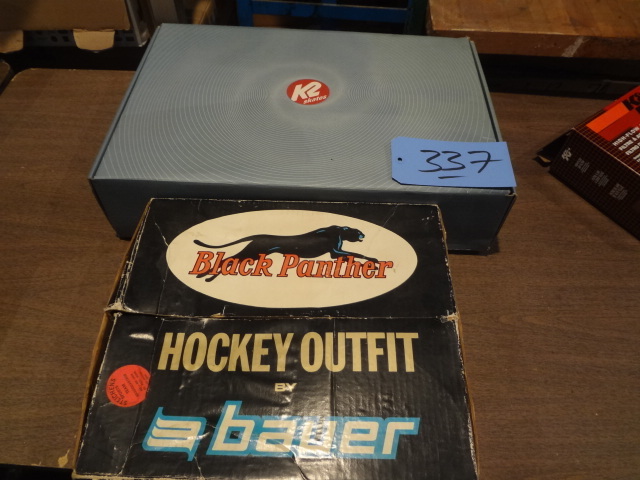 K2
skates
337
Black Panther
HOCKEY OUTFIT
BY
bauer